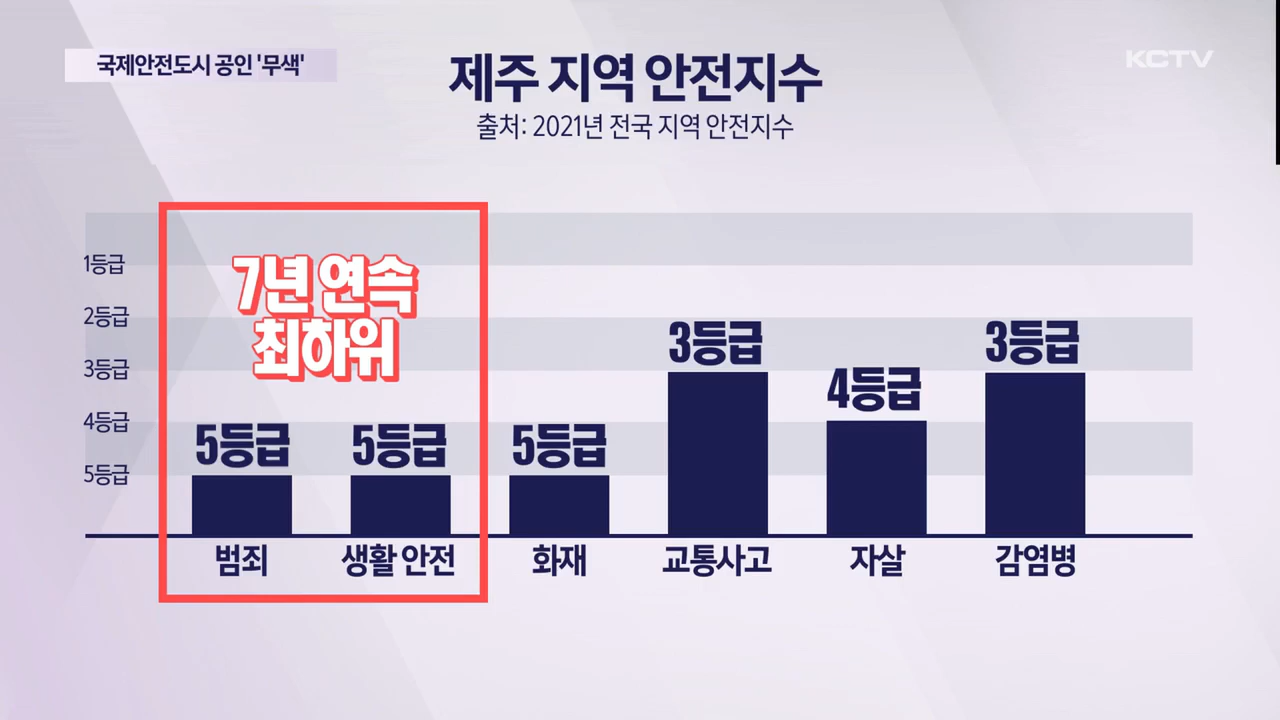 국제안전도시 공인 '무색'
KCTV
제주 지역 안전지수
출처: 2021년 전국 지역 안전지수
1등급
2등급
3등급
4등급
5등급
7년 연속
최하위
5등급
5등급
5등급
3등급
4등급
3등급
범죄
생활 안전
화재
교통사고
자살
감염병